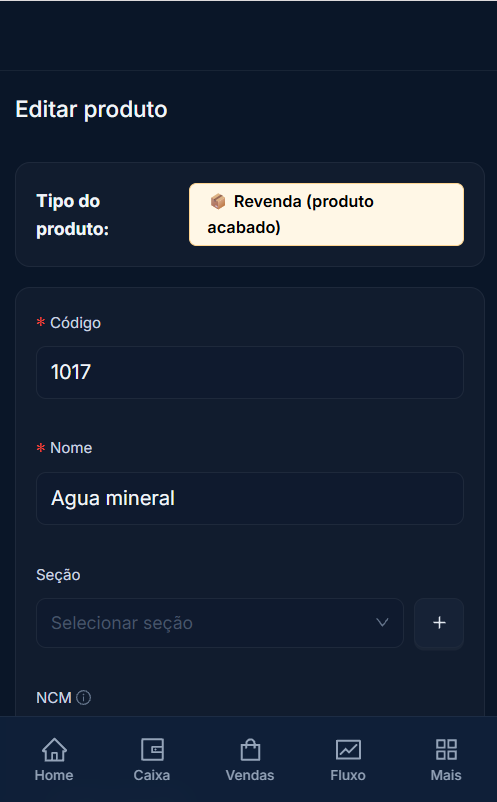 Editar produto
Tipo do
produto:
📦 Revenda (produto
acabado)
* Código
1017
* Nome
Agua mineral
Seção
Selecionar seção
+
NCM
Home
Caixa
Vendas
Fluxo
Mais